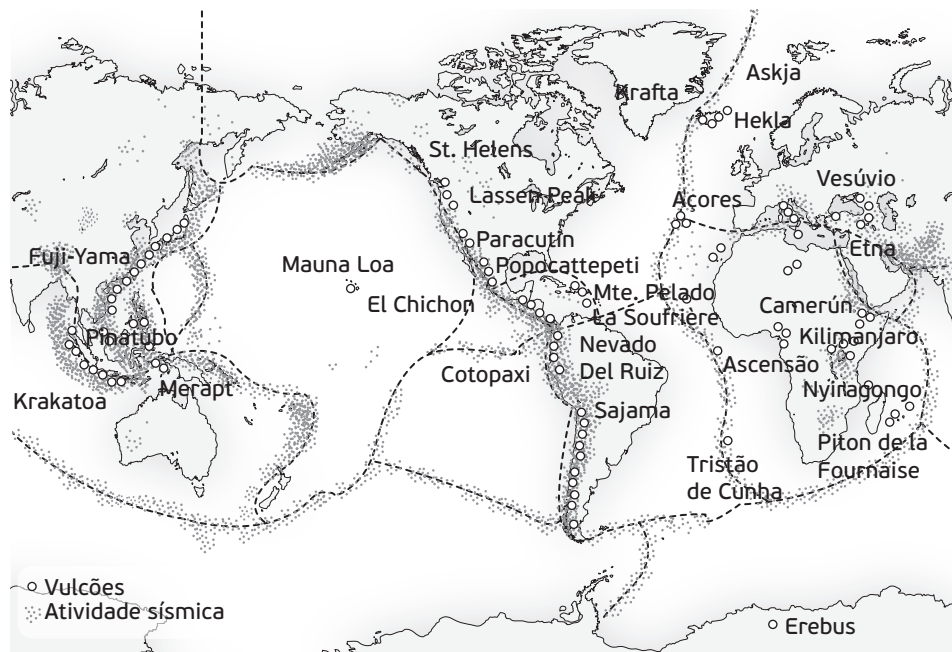 Askja
Krafta
Hekla
St. Helens
Lassen Peak
Açores
Vesúvio
Fuji-Yama
Paracutín
Etna
Mauna Loa
Popocattepeti
El Chichon
Mte. Pelado
Camerún
La Soufrière
Pinatubo
Kilimanjaro
Nevado
Del Ruiz
Cotopaxi
Ascensão
Merapt
Nyiragongo
Krakatoa
Sajama
Piton de la
Fournaise
Tristão
de Cunha
Vulcões
Atividade sísmica
Erebus